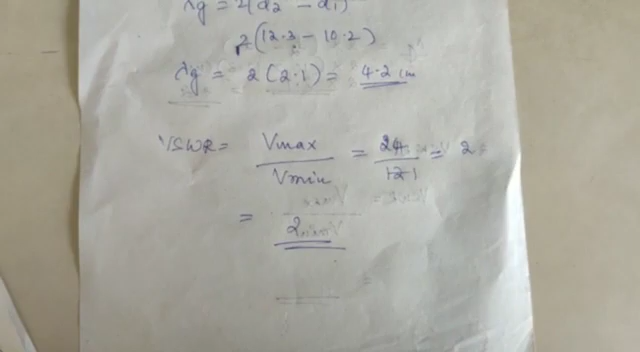 λg = 2(d2 - d1)
2(12.3 - 10.2)
λg = 2(2.1) = 4.2 cm
VSWR = Vmax / Vmin = 24 / 12 = 2
= 2